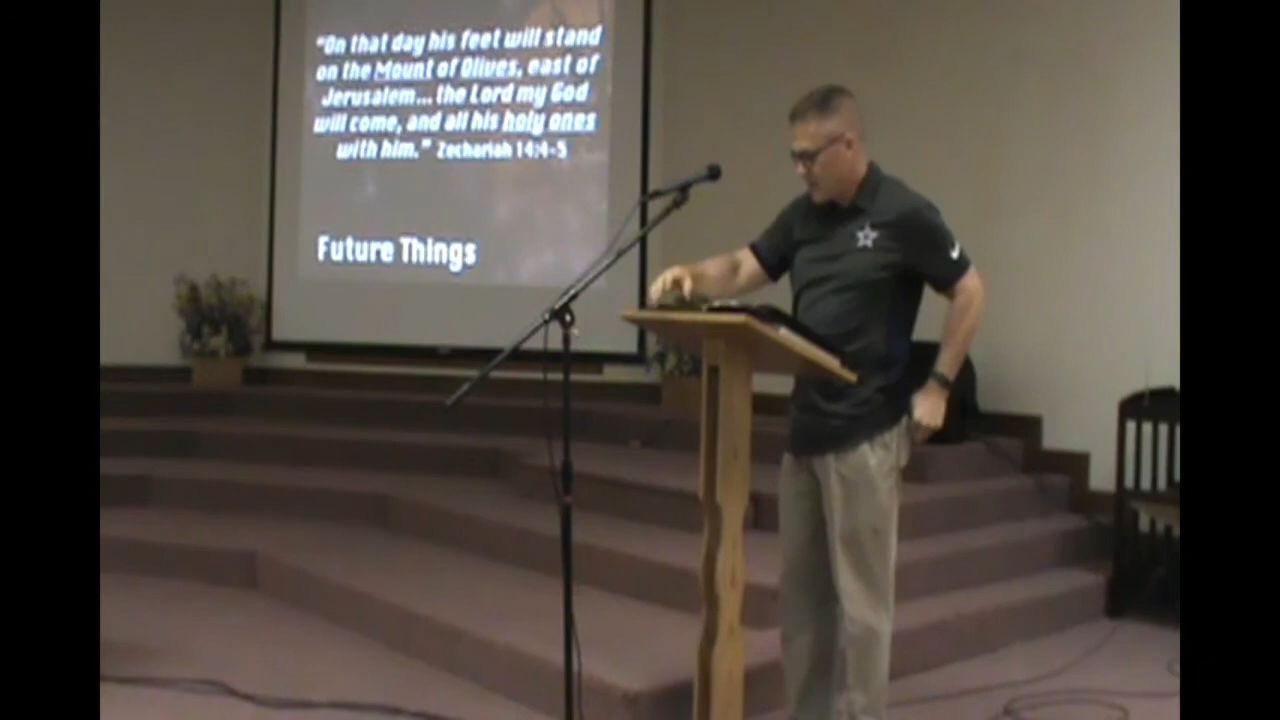 "On that day his feet will stand
on the Mount of Olives, east of
Jerusalem... the Lord my God
will come, and all his holy ones
with him." Zechariah 14:4-5
Future Things